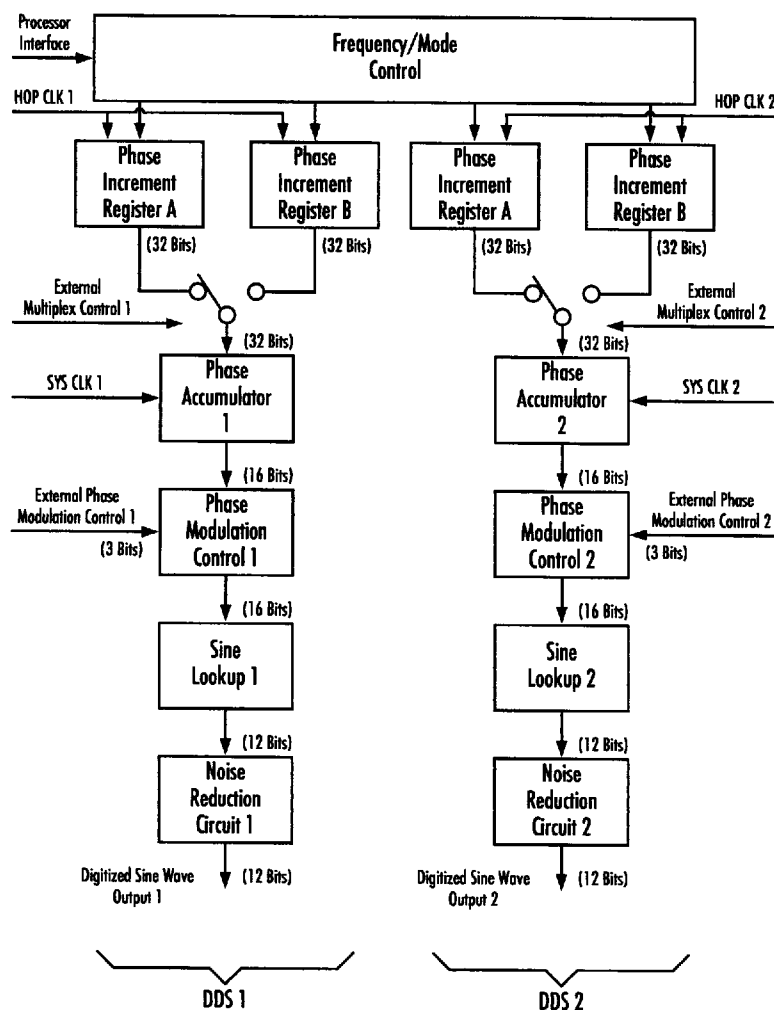 Processor
Interface
Frequency/Mode
Control
HOP CLK 1
HOP CLK 2
Phase
Increment
Register A
Phase
Increment
Register B
Phase
Increment
Register A
Phase
Increment
Register B
(32 Bits)
(32 Bits)
(32 Bits)
(32 Bits)
External
Multiplex Control 1
External
Multiplex Control 2
(32 Bits)
(32 Bits)
SYS CLK 1
Phase
Accumulator
1
Phase
Accumulator
2
SYS CLK 2
(16 Bits)
(16 Bits)
External Phase
Modulation Control 1
(3 Bits)
Phase
Modulation
Control 1
Phase
Modulation
Control 2
External Phase
Modulation Control 2
(3 Bits)
(16 Bits)
(16 Bits)
Sine
Lookup 1
Sine
Lookup 2
(12 Bits)
(12 Bits)
Noise
Reduction
Circuit 1
Noise
Reduction
Circuit 2
Digitized Sine Wave
Output 1
(12 Bits)
Digitized Sine Wave
Output 2
(12 Bits)
DDS 1
DDS 2